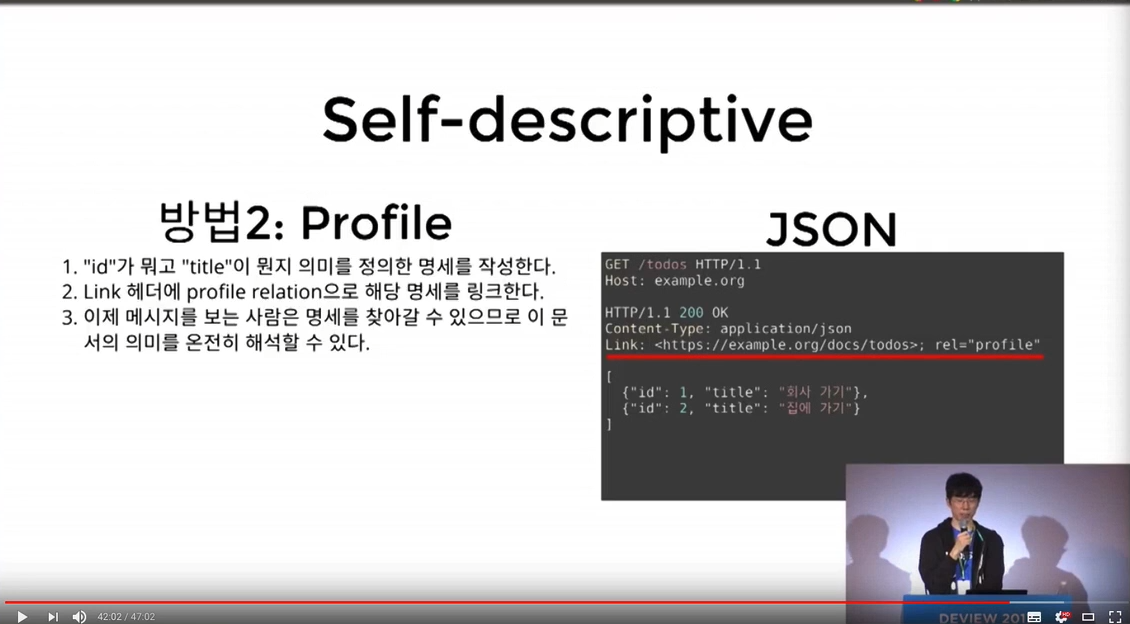 Self-descriptive
방법2: Profile
1. "id"가 뭐고 "title"이 뭔지 의미를 정의한 명세를 작성한다.
2. Link 헤더에 profile relation으로 해당 명세를 링크한다.
3. 이제 메시지를 보는 사람은 명세를 찾아갈 수 있으므로 이 문
서의 의미를 온전히 해석할 수 있다.
JSON
GET /todos HTTP/1.1
Host: example.org
HTTP/1.1 200 OK
Content-Type: application/json
Link: <https://example.org/docs/todos>; rel="profile"
[
{"id": 1, "title": "회사 가기"},
{"id": 2, "title": "집에 가기"}
]
DEVIEW
42:02 / 47:02
HD